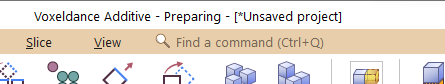 Voxeldance Additive - Preparing - [*Unsaved project]
Slice View Find a command (Ctrl+Q)